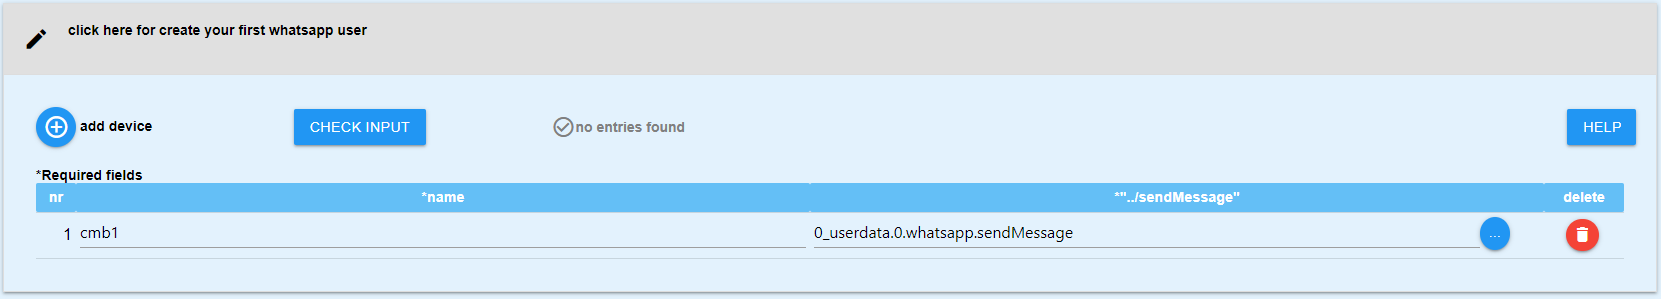 click here for create your first whatsapp user
add device
CHECK INPUT
no entries found
HELP
*Required fields
nr *name *"../sendMessage" delete
1 cmb1 0_userdata.0.whatsapp.sendMessage ...